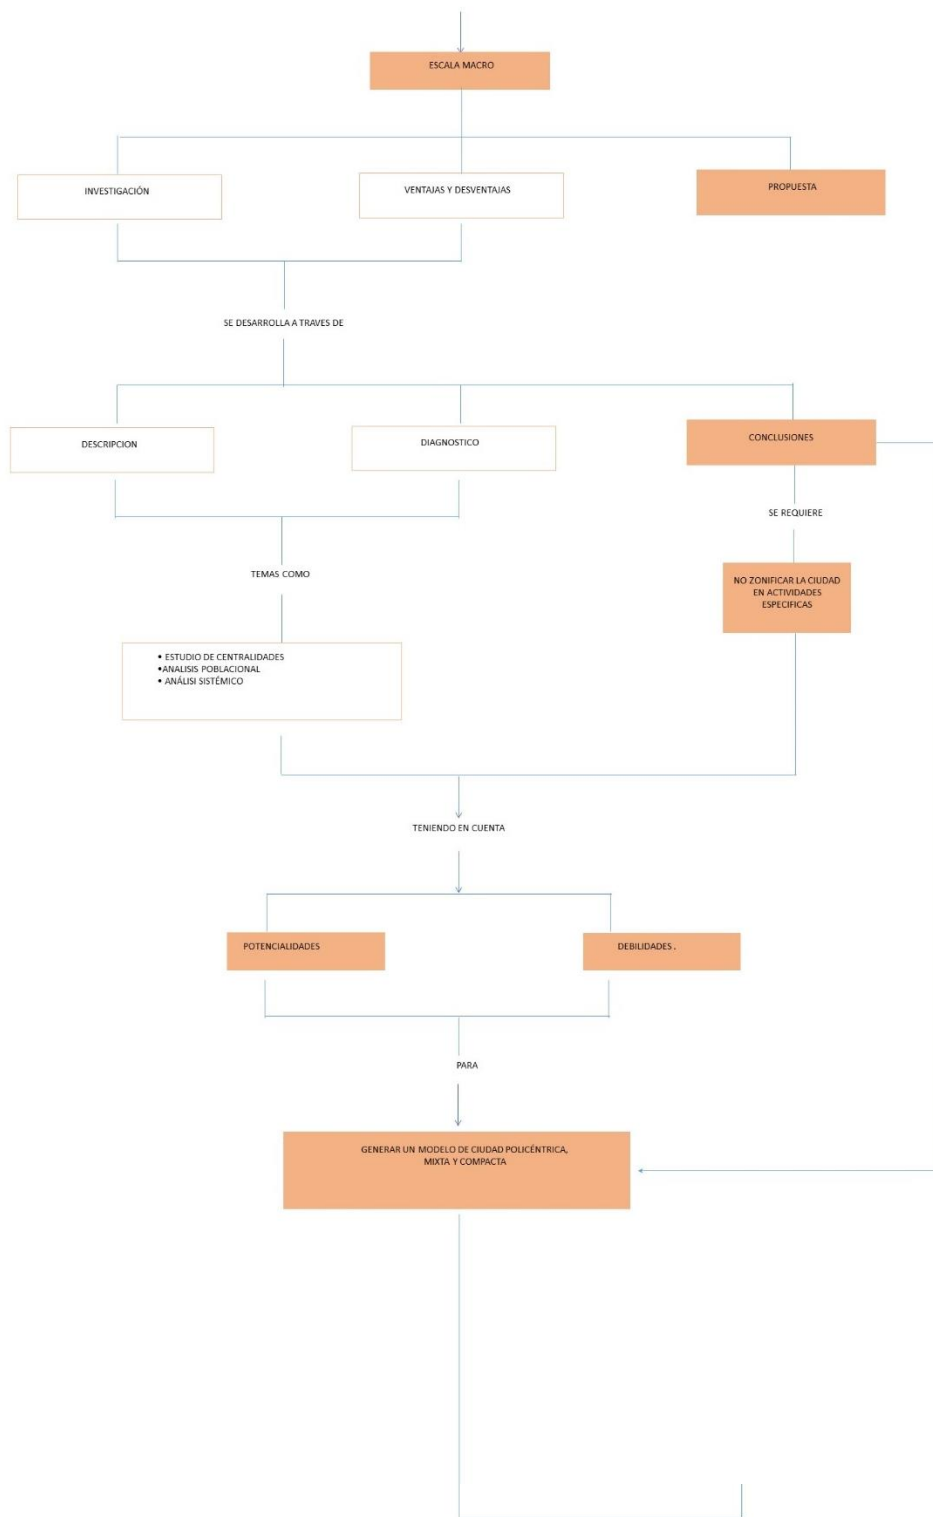 ESCALA MACRO
INVESTIGACIÓN
VENTAJAS Y DESVENTAJAS
PROPUESTA
SE DESARROLLA A TRAVES DE
DESCRIPCION
DIAGNOSTICO
CONCLUSIONES
SE REQUIERE
TEMAS COMO
NO ZONIFICAR LA CIUDAD
EN ACTIVIDADES
ESPECIFICAS
• ESTUDIO DE CENTRALIDADES
•ANALISIS POBLACIONAL
• ANÁLISI SISTÉMICO
TENIENDO EN CUENTA
POTENCIALIDADES
DEBILIDADES .
PARA
GENERAR UN MODELO DE CIUDAD POLICÉNTRICA,
MIXTA Y COMPACTA